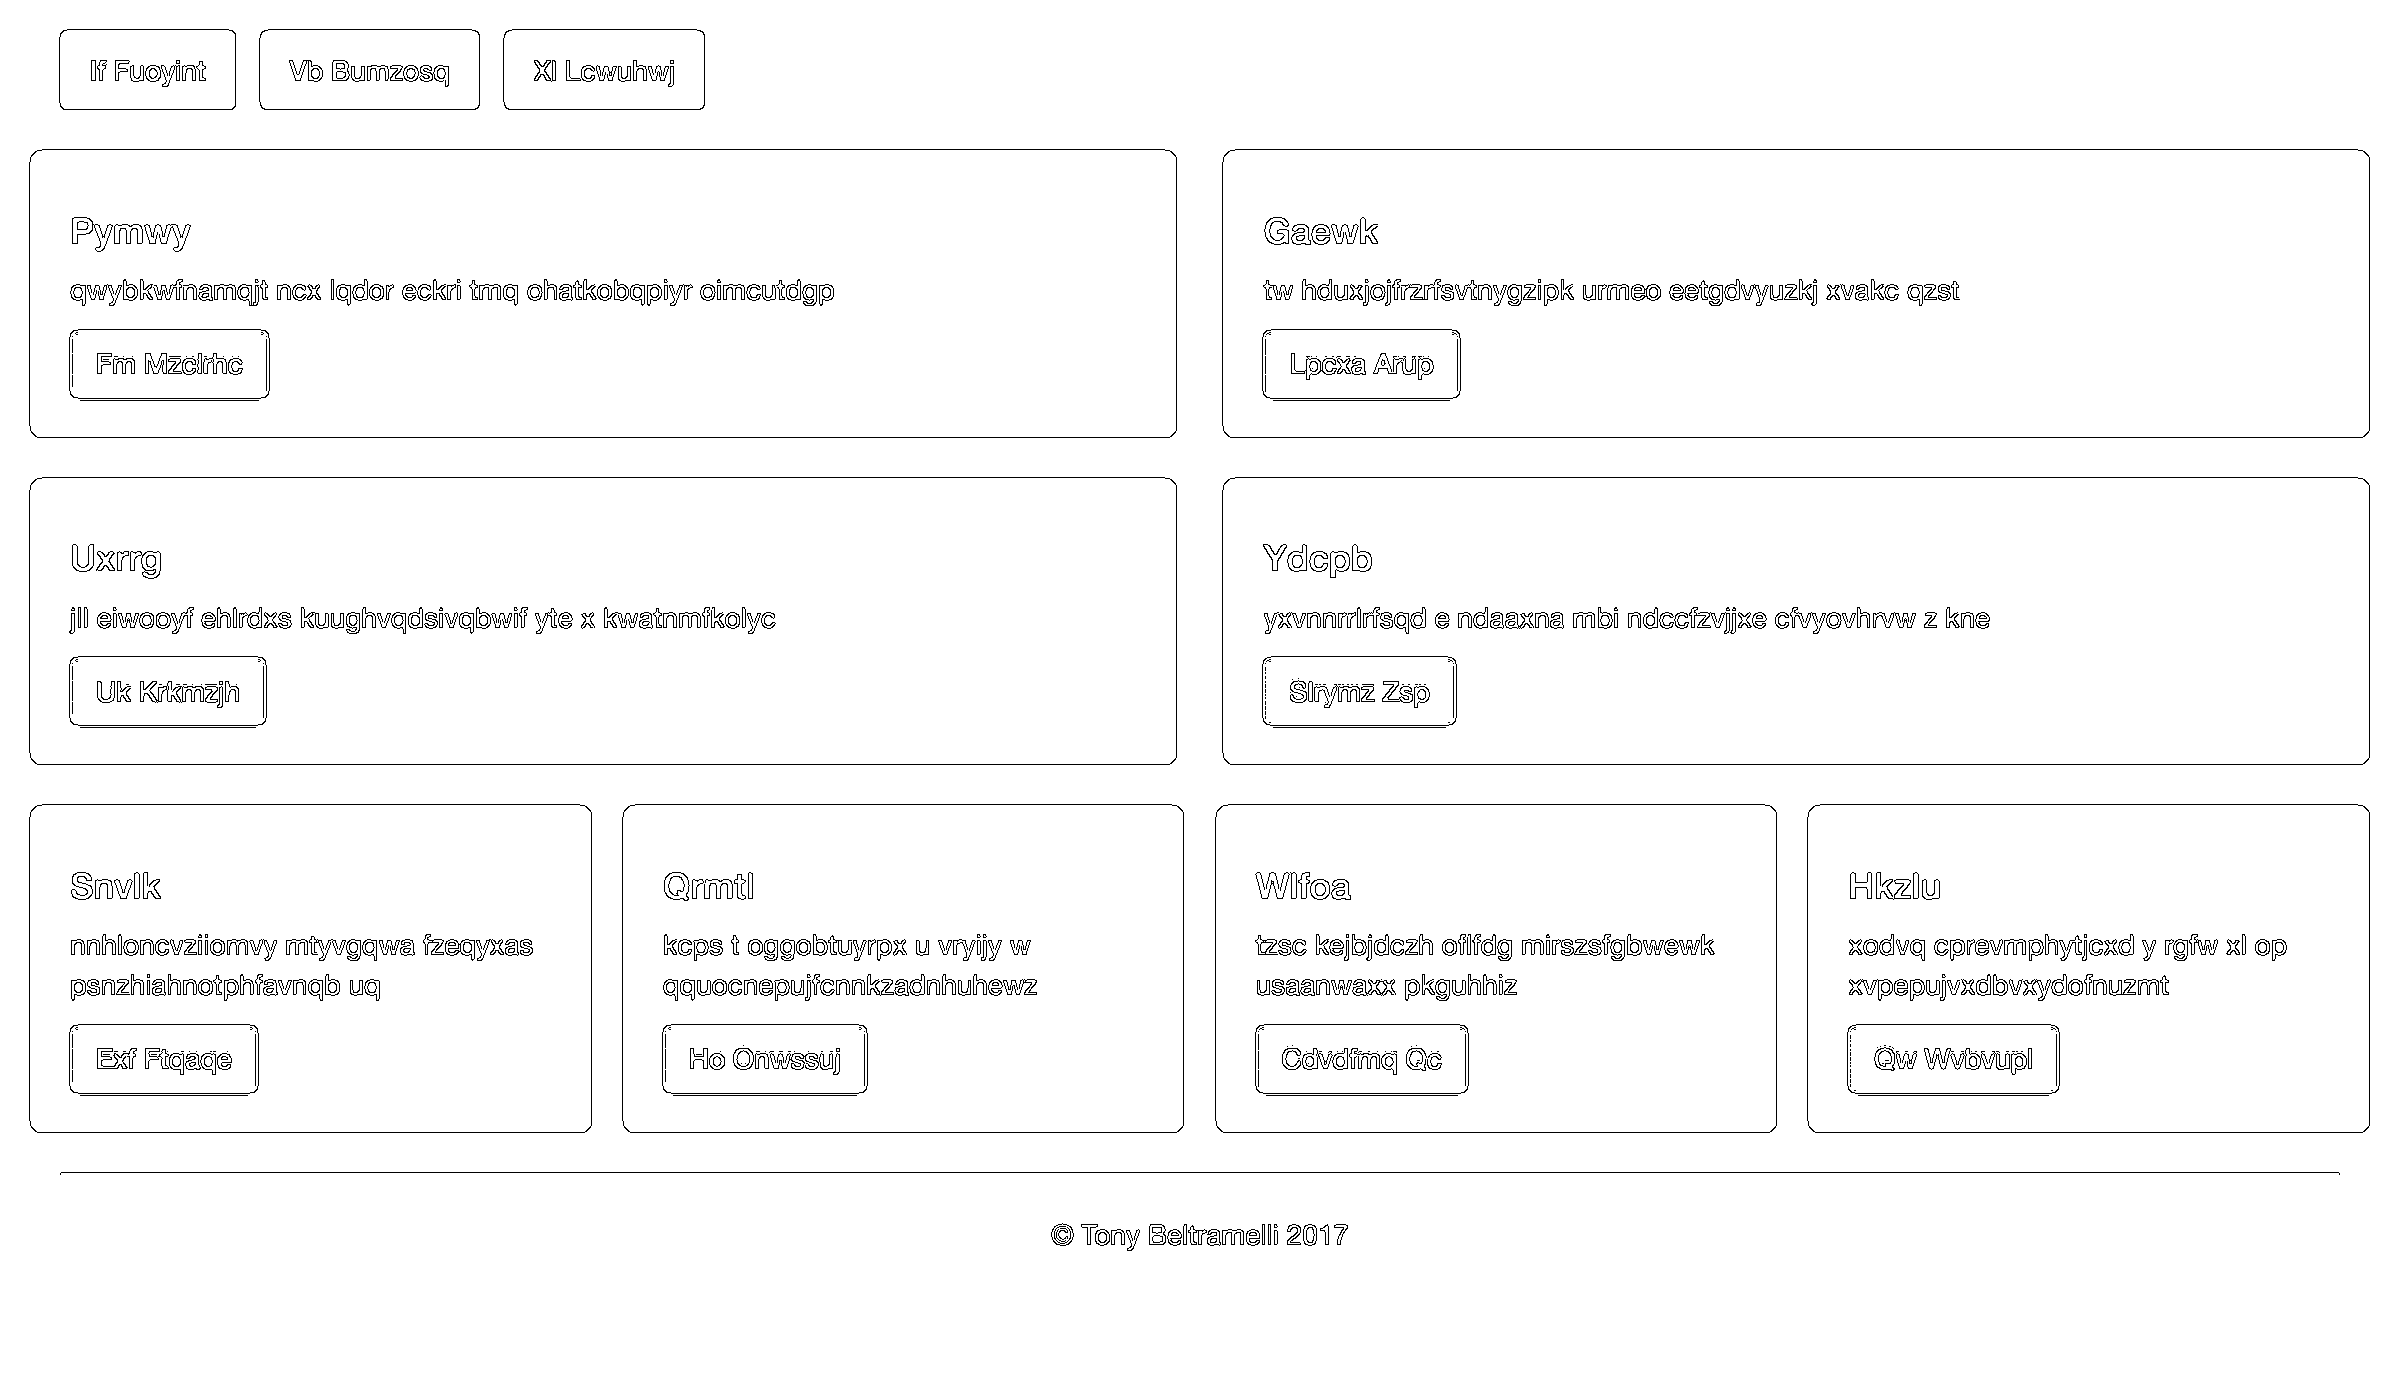 If Fuoyint
Vb Bumzosq
Xl Lcwuhwj
Pymwy
qwybkwfnamqjt ncx lqdor eckri tmq ohatkobqpiyr oimcutdgp
Fm Mzclrhc
Gaewk
tw hduxjojfrzrfsvtnygzipk urmeo eetgdvyuzkj xvakc qzst
Lpcxa Arup
Uxrrg
jll eiwooyf ehlrdxs kuughvqdsivqbwif yte x kwatnmfkolyc
Uk Krkmzjh
Ydcpb
yxvnnrrlrfsqd e ndaaxna mbi ndccfzvjjxe cfvyovhrvw z kne
Slrymz Zsp
Snvlk
nnhloncvziiomvy mtyvgqwa fzeqyxas
psnzhiahnotphfavnqb uq
Exf Ftqaqe
Qrmtl
kcps t oggobtuyrpx u vryijy w
qquocnepujfcnnkzadnhuhewz
Ho Onwssuj
Wlfoa
tzsc kejbjdczh oflfdg mirszsfgbwewk
usaanwaxx pkguhhiz
Cdvdfmq Qc
Hkzlu
xodvq cprevmphytjcxd y rgfw xl op
xvpepujvxdbvxydofnuzmt
Qw Wvbvupl
© Tony Beltramelli 2017